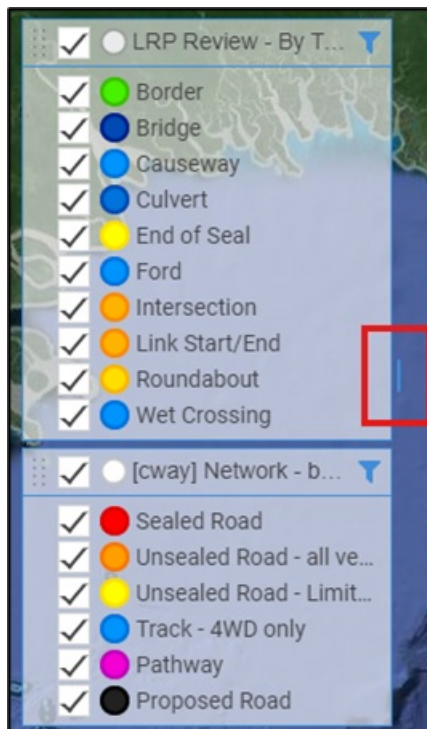 LRP Review - By T...
Border
Bridge
Causeway
Culvert
End of Seal
Ford
Intersection
Link Start/End
Roundabout
Wet Crossing
[cway] Network - b...
Sealed Road
Unsealed Road - all ve...
Unsealed Road - Limit...
Track - 4WD only
Pathway
Proposed Road